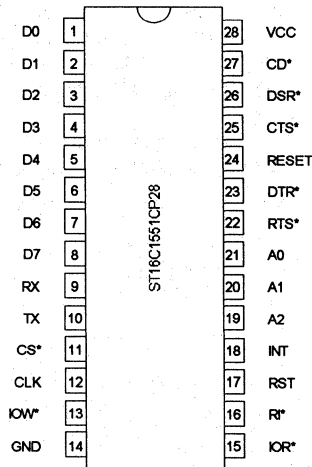 D0 1 28 VCC
D1 2 27 CD*
D2 3 26 DSR*
D3 4 25 CTS*
D4 5 24 RESET
D5 6 23 DTR*
D6 7 22 RTS*
D7 8 21 A0
RX 9 20 A1
TX 10 19 A2
CS* 11 18 INT
CLK 12 17 RST
IOW* 13 16 RI*
GND 14 15 IOR*
ST16C1551CP28